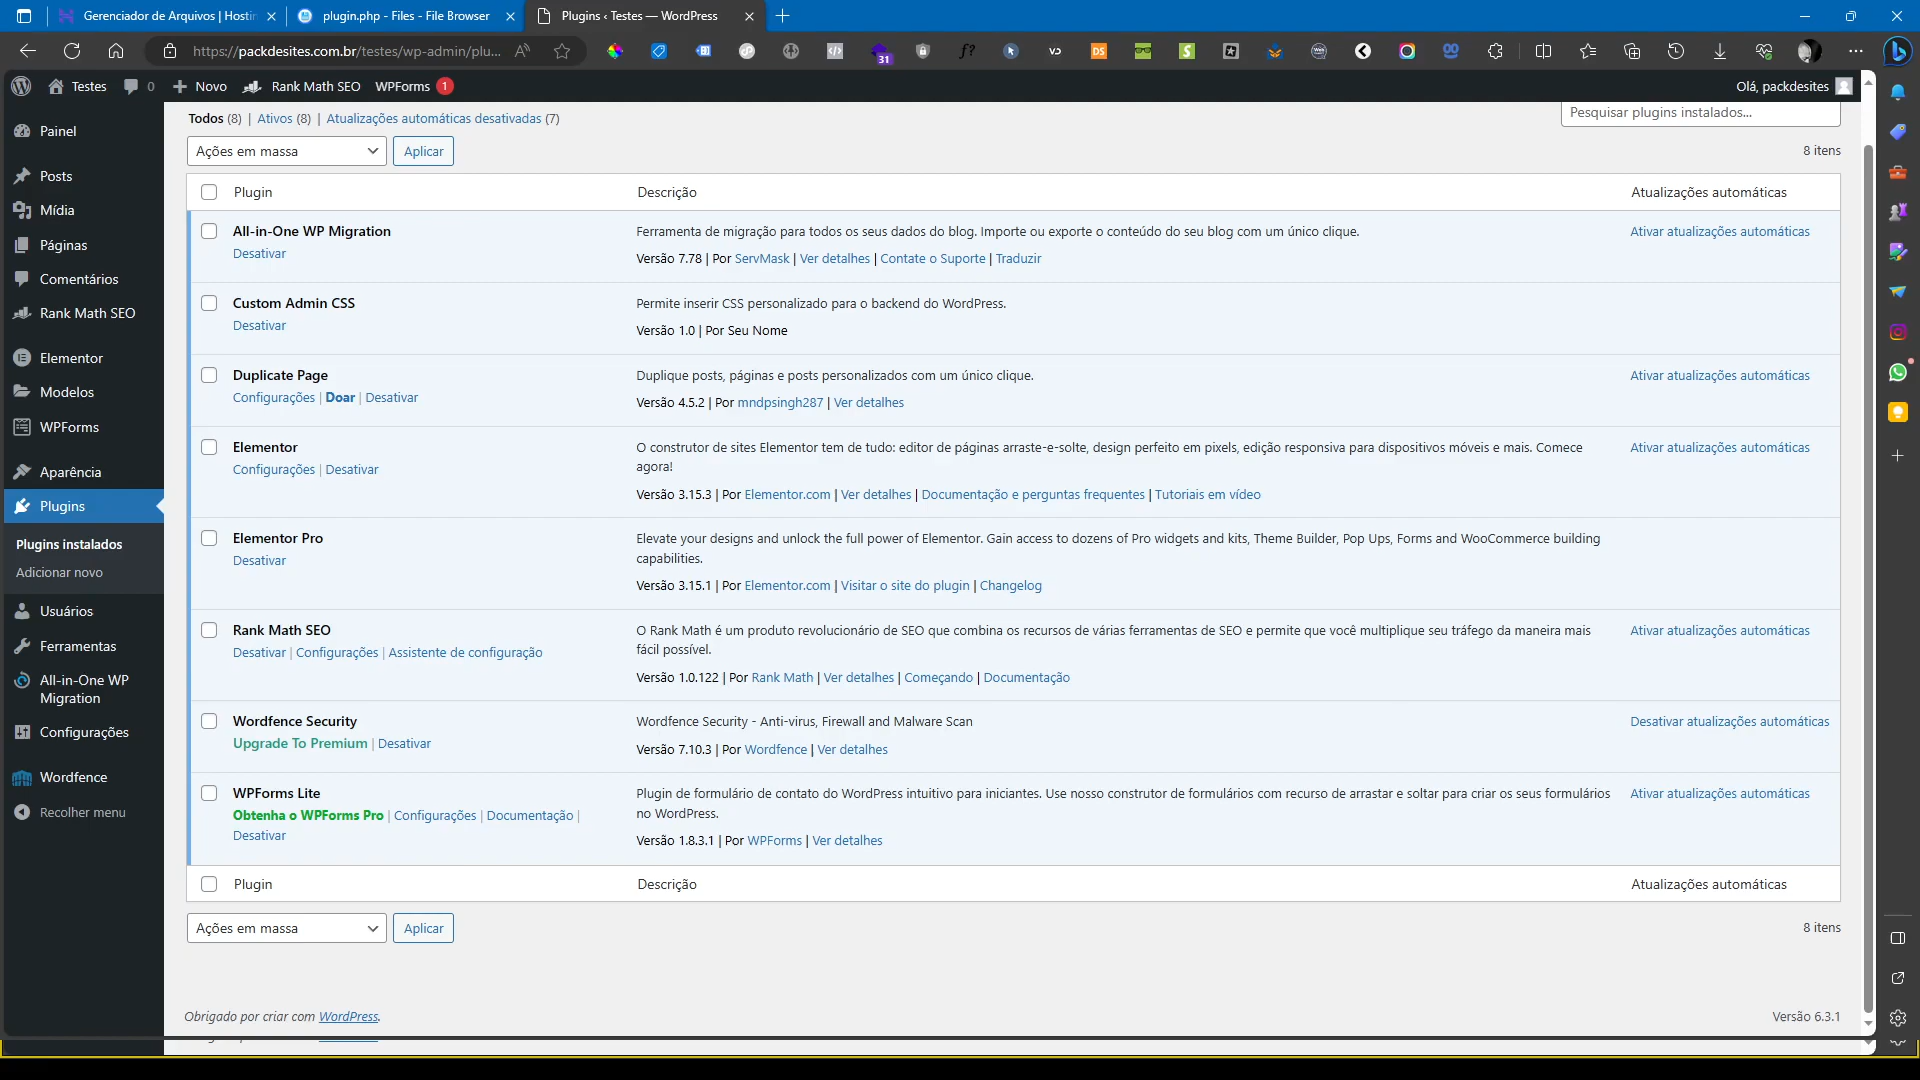 Gerenciador de Arquivos | Hostin
plugin.php - Files - File Browser
Plugins ‹ Testes — WordPress
https://packdesites.com.br/testes/wp-admin/plu...
Testes
0
Novo
Rank Math SEO
WPForms 1
Olá, packdesites
Painel
Posts
Mídia
Páginas
Comentários
Rank Math SEO
Elementor
Modelos
WPForms
Aparência
Plugins
Plugins instalados
Adicionar novo
Usuários
Ferramentas
All-in-One WP
Migration
Configurações
Wordfence
Recolher menu
Todos (8) | Ativos (8) | Atualizações automáticas desativadas (7)
Pesquisar plugins instalados...
Ações em massa
Aplicar
8 itens
Plugin
Descrição
Atualizações automáticas
All-in-One WP Migration
Desativar
Ferramenta de migração para todos os seus dados do blog. Importe ou exporte o conteúdo do seu blog com um único clique.
Versão 7.78 | Por ServMask | Ver detalhes | Contate o Suporte | Traduzir
Ativar atualizações automáticas
Custom Admin CSS
Desativar
Permite inserir CSS personalizado para o backend do WordPress.
Versão 1.0 | Por Seu Nome
Duplicate Page
Configurações | Doar | Desativar
Duplique posts, páginas e posts personalizados com um único clique.
Versão 4.5.2 | Por mndpsingh287 | Ver detalhes
Ativar atualizações automáticas
Elementor
Configurações | Desativar
O construtor de sites Elementor tem de tudo: editor de páginas arraste-e-solte, design perfeito em pixels, edição responsiva para dispositivos móveis e mais. Comece
agora!
Versão 3.15.3 | Por Elementor.com | Ver detalhes | Documentação e perguntas frequentes | Tutoriais em vídeo
Ativar atualizações automáticas
Elementor Pro
Desativar
Elevate your designs and unlock the full power of Elementor. Gain access to dozens of Pro widgets and kits, Theme Builder, Pop Ups, Forms and WooCommerce building
capabilities.
Versão 3.15.1 | Por Elementor.com | Visitar o site do plugin | Changelog
Rank Math SEO
Desativar | Configurações | Assistente de configuração
O Rank Math é um produto revolucionário de SEO que combina os recursos de várias ferramentas de SEO e permite que você multiplique seu tráfego da maneira mais
fácil possível.
Versão 1.0.122 | Por Rank Math | Ver detalhes | Começando | Documentação
Ativar atualizações automáticas
Wordfence Security
Upgrade To Premium | Desativar
Wordfence Security - Anti-virus, Firewall and Malware Scan
Versão 7.10.3 | Por Wordfence | Ver detalhes
Desativar atualizações automáticas
WPForms Lite
Obtenha o WPForms Pro | Configurações | Documentação |
Desativar
Plugin de formulário de contato do WordPress intuitivo para iniciantes. Use nosso construtor de formulários com recurso de arrastar e soltar para criar os seus formulários
no WordPress.
Versão 1.8.3.1 | Por WPForms | Ver detalhes
Ativar atualizações automáticas
Plugin
Descrição
Atualizações automáticas
Ações em massa
Aplicar
8 itens
Obrigado por criar com WordPress.
Versão 6.3.1